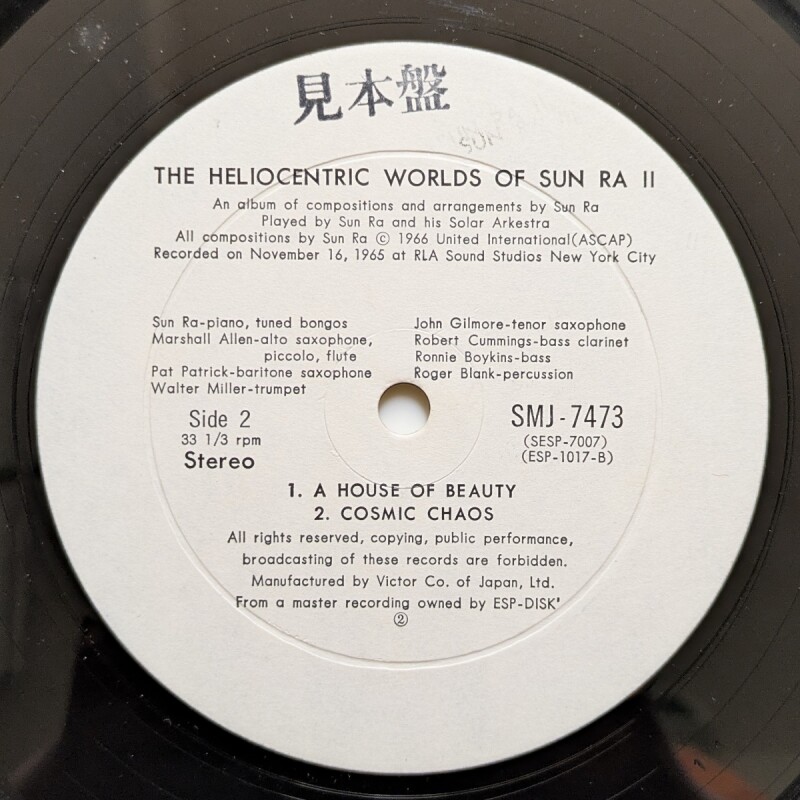 見本盤
SUN
THE HELIOCENTRIC WORLDS OF SUN RA II
An album of compositions and arrangements by Sun Ra
Played by Sun Ra and his Solar Arkestra
All compositions by Sun Ra © 1966 United International(ASCAP)
Recorded on November 16, 1965 at RLA Sound Studios New York City
Sun Ra-piano, tuned bongos
Marshall Allen-alto saxophone,
piccolo, flute
Pat Patrick-baritone saxophone
Walter Miller-trumpet
John Gilmore-tenor saxophone
Robert Cummings-bass clarinet
Ronnie Boykins-bass
Roger Blank-percussion
Side 2
33 1/3 rpm
Stereo
SMJ-7473
(SESP-7007)
(ESP-1017-B)
1. A HOUSE OF BEAUTY
2. COSMIC CHAOS
All rights reserved, copying, public performance,
broadcasting of these records are forbidden.
Manufactured by Victor Co. of Japan, Ltd.
From a master recording owned by ESP-DISK'
②